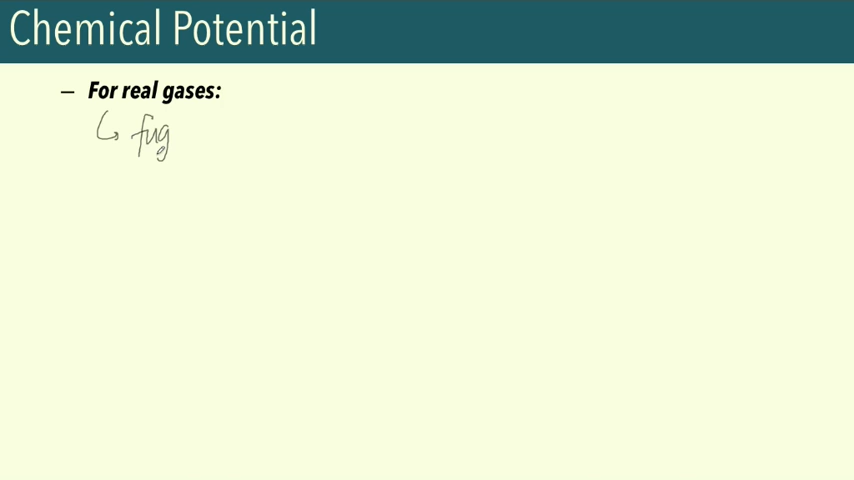 Chemical Potential
– For real gases:
↳ fug